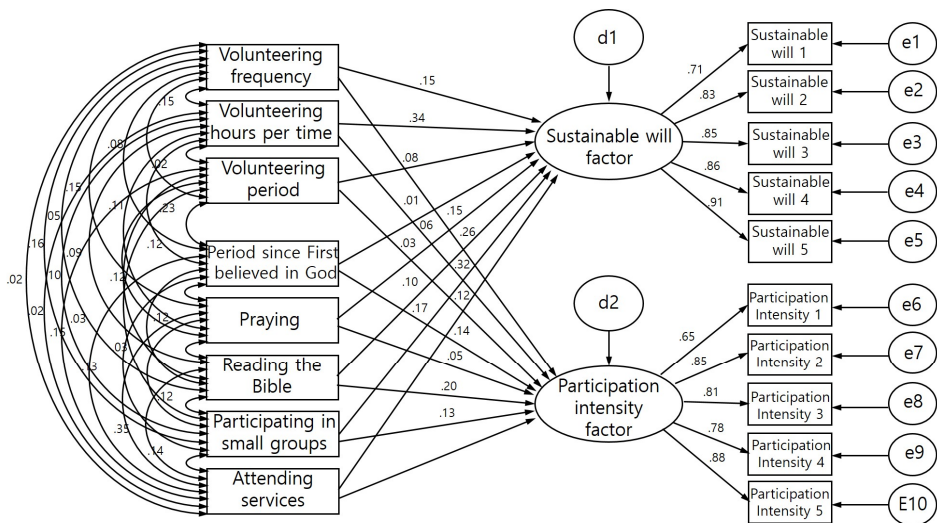 Volunteering
frequency
Volunteering
hours per time
Volunteering
period
Period since First
believed in God
Praying
Reading the
Bible
Participating in
small groups
Attending
services
.15
.08
.02
.15
.11
.23
.05
.16
.12
.09
.02
.10
.12
.02
.03
.15
.03
.13
.12
.35
.14
.15
.34
.08
.01
.15
.06
.26
.03
.32
.10
.12
.17
.14
.05
.20
.13
d1
Sustainable will
factor
d2
Participation
intensity
factor
.71
.83
.85
.86
.91
.65
.85
.81
.78
.88
Sustainable
will 1
e1
Sustainable
will 2
e2
Sustainable
will 3
e3
Sustainable
will 4
e4
Sustainable
will 5
e5
Participation
Intensity 1
e6
Participation
Intensity 2
e7
Participation
Intensity 3
e8
Participation
Intensity 4
e9
Participation
Intensity 5
E10